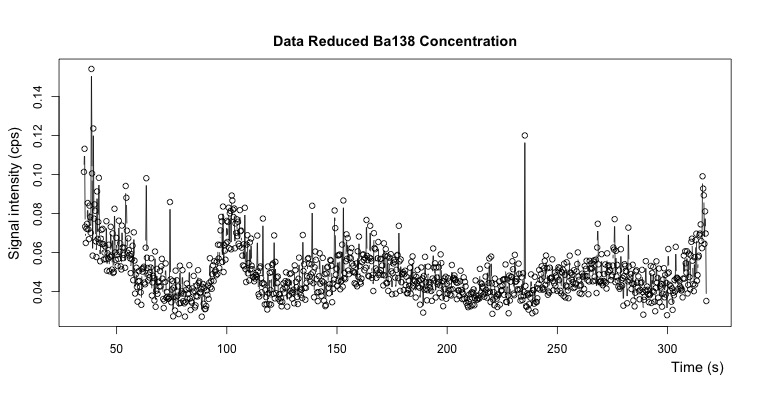 Data Reduced Ba138 Concentration
Signal intensity (cps)
0.14
0.12
0.10
0.08
0.06
0.04
50 100 150 200 250 300
Time (s)